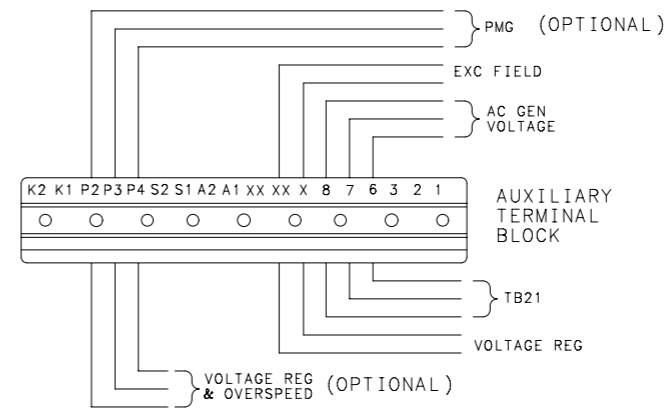 PMG (OPTIONAL)
EXC FIELD
AC GEN
VOLTAGE
K2 K1 P2 P3 P4 S2 S1 A2 A1 XX XX X 8 7 6 3 2 1
AUXILIARY
TERMINAL
BLOCK
TB21
VOLTAGE REG
VOLTAGE REG
& OVERSPEED (OPTIONAL)